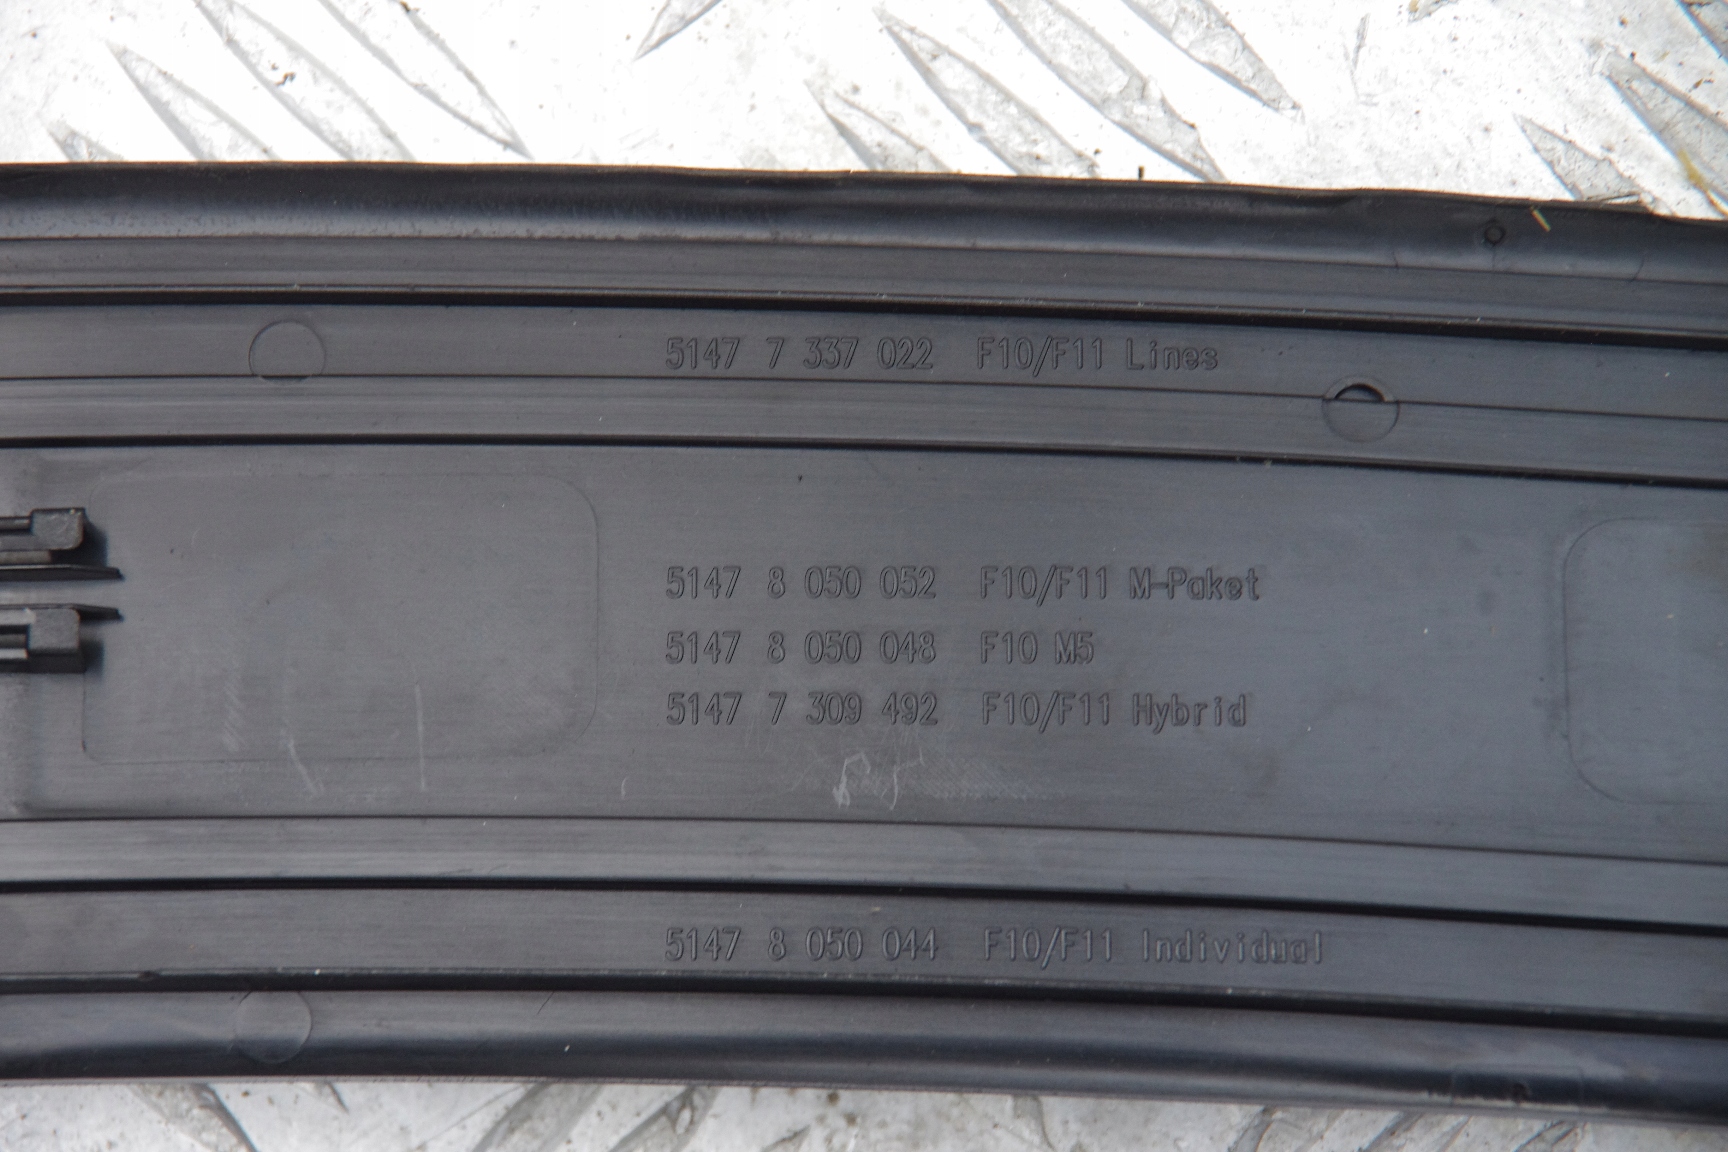 5147 7 337 022 F10/F11 Lines
5147 8 050 052 F10/F11 M-Paket
5147 8 050 048 F10 M5
5147 7 309 492 F10/F11 Hybrid
5147 8 050 044 F10/F11 Individual